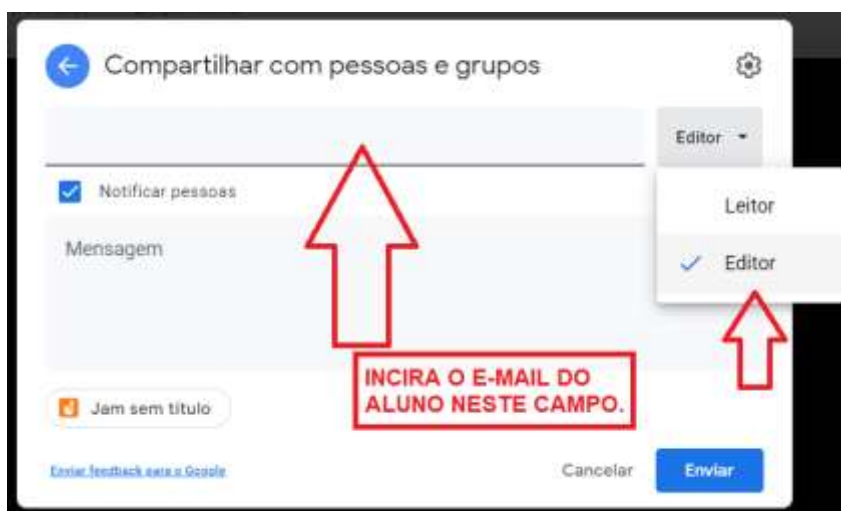 Compartilhar com pessoas e grupos
Editor
Notificar pessoas
Leitor
Mensagem
Editor
INCIRA O E-MAIL DO
ALUNO NESTE CAMPO.
Jam sem título
Enviar feedback para o Google
Cancelar
Enviar